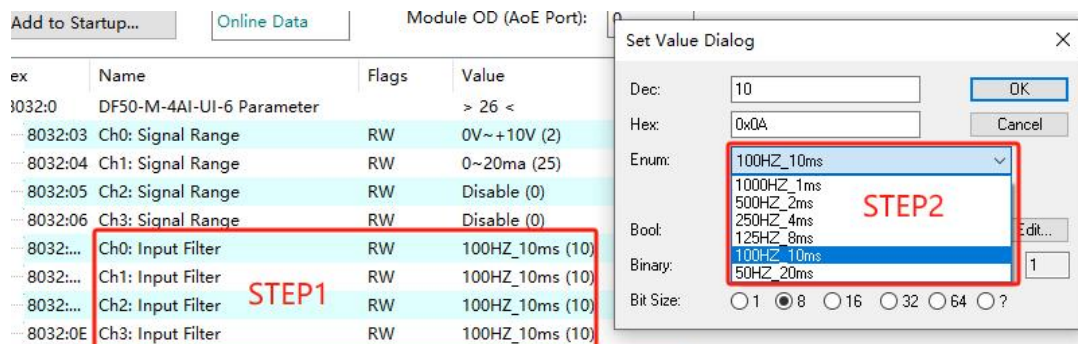 Add to Startup...
Online Data
Module OD (AoE Port):
ex Name Flags Value
8032:0 DF50-M-4AI-UI-6 Parameter > 26 <
8032:03 Ch0: Signal Range RW 0V~+10V (2)
8032:04 Ch1: Signal Range RW 0~20ma (25)
8032:05 Ch2: Signal Range RW Disable (0)
8032:06 Ch3: Signal Range RW Disable (0)
8032:... Ch0: Input Filter RW 100HZ_10ms (10)
8032:... Ch1: Input Filter RW 100HZ_10ms (10)
8032:... Ch2: Input Filter RW 100HZ_10ms (10)
8032:0E Ch3: Input Filter RW 100HZ_10ms (10)
STEP1
Set Value Dialog
Dec: 10 OK
Hex: 0x0A Cancel
Enum: 100HZ_10ms
1000HZ_1ms
500HZ_2ms
250HZ_4ms
125HZ_8ms
100HZ_10ms
50HZ_20ms
STEP2
Bool: Edit...
Binary: 1
Bit Size: 1 8 16 32 64 ?